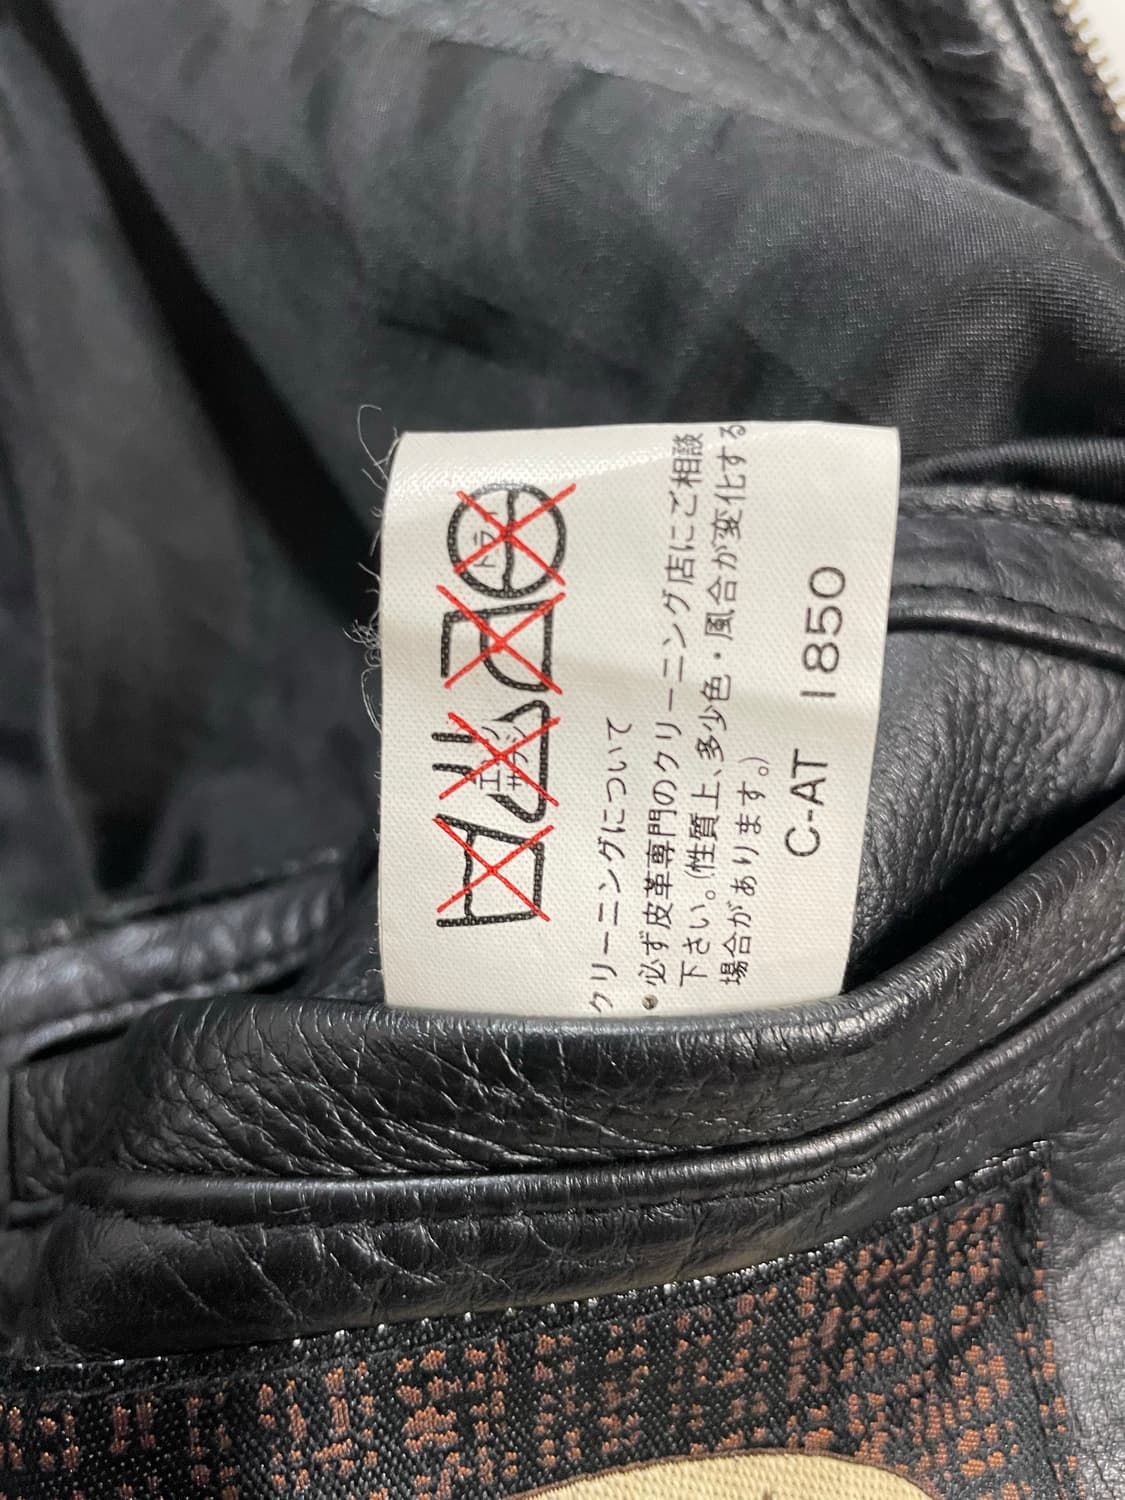 エンソサラシ
ドライ
クリーニングについて
●必ず皮革専門のクリーニング店にご相談
下さい。(性質上、多少色・風合が変化する
場合があります。)
C-AT 1850